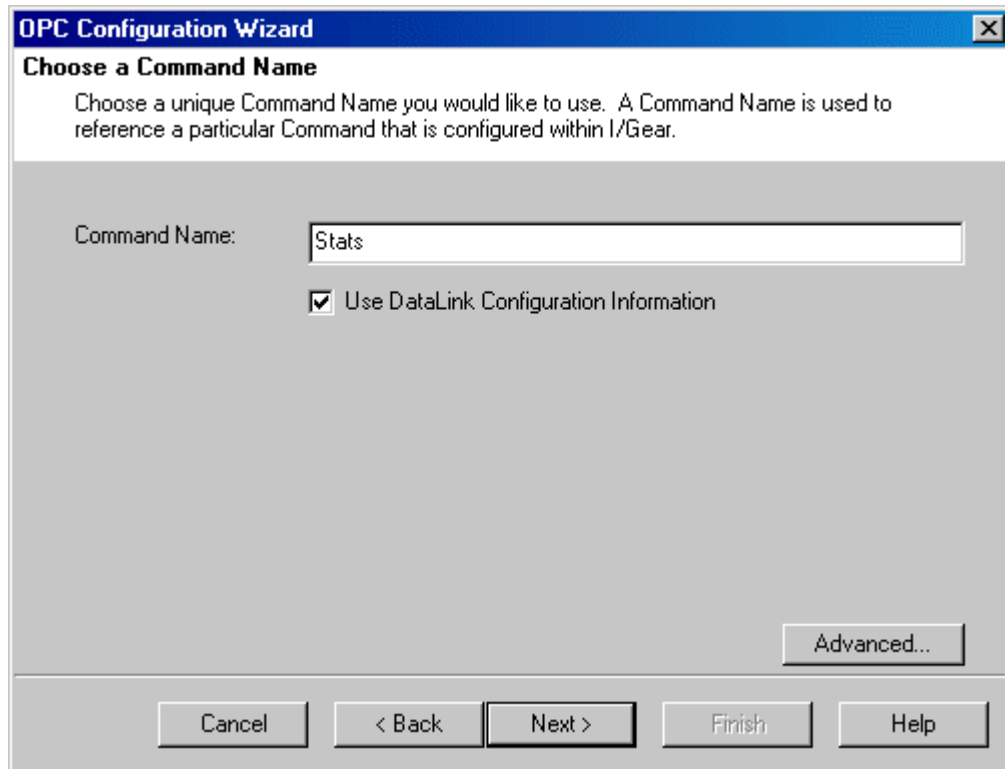 OPC Configuration Wizard
Choose a Command Name
Choose a unique Command Name you would like to use.  A Command Name is used to
reference a particular Command that is configured within I/Gear.
Command Name:
Stats
Use DataLink Configuration Information
Advanced...
Cancel
< Back
Next >
Finish
Help